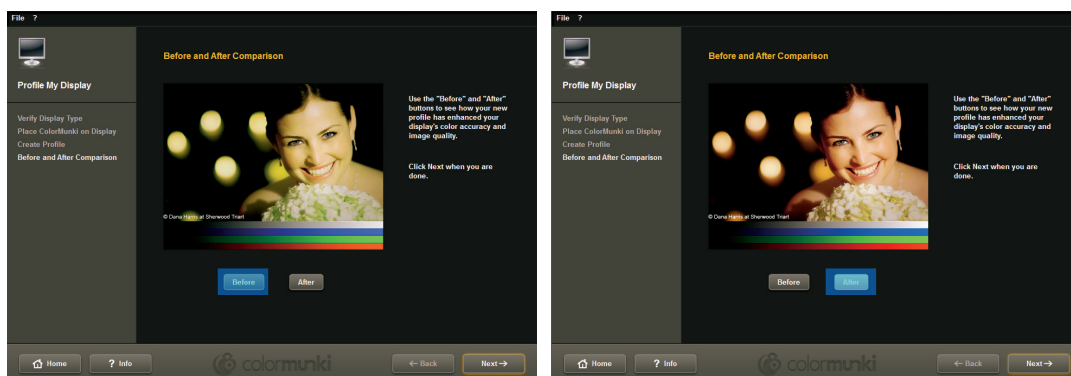 File ?
Profile My Display
Verify Display Type
Place ColorMunki on Display
Create Profile
Before and After Comparison
Before and After Comparison
© Dana Harris at Sherwood Triart
Use the "Before" and "After"
buttons to see how your new
profile has enhanced your
display's color accuracy and
image quality.
Click Next when you are
done.
Before After
Home ? Info colormunki ← Back Next →
File ?
Profile My Display
Verify Display Type
Place ColorMunki on Display
Create Profile
Before and After Comparison
Before and After Comparison
© Dana Harris at Sherwood Triart
Use the "Before" and "After"
buttons to see how your new
profile has enhanced your
display's color accuracy and
image quality.
Click Next when you are
done.
Before After
Home ? Info colormunki ← Back Next →